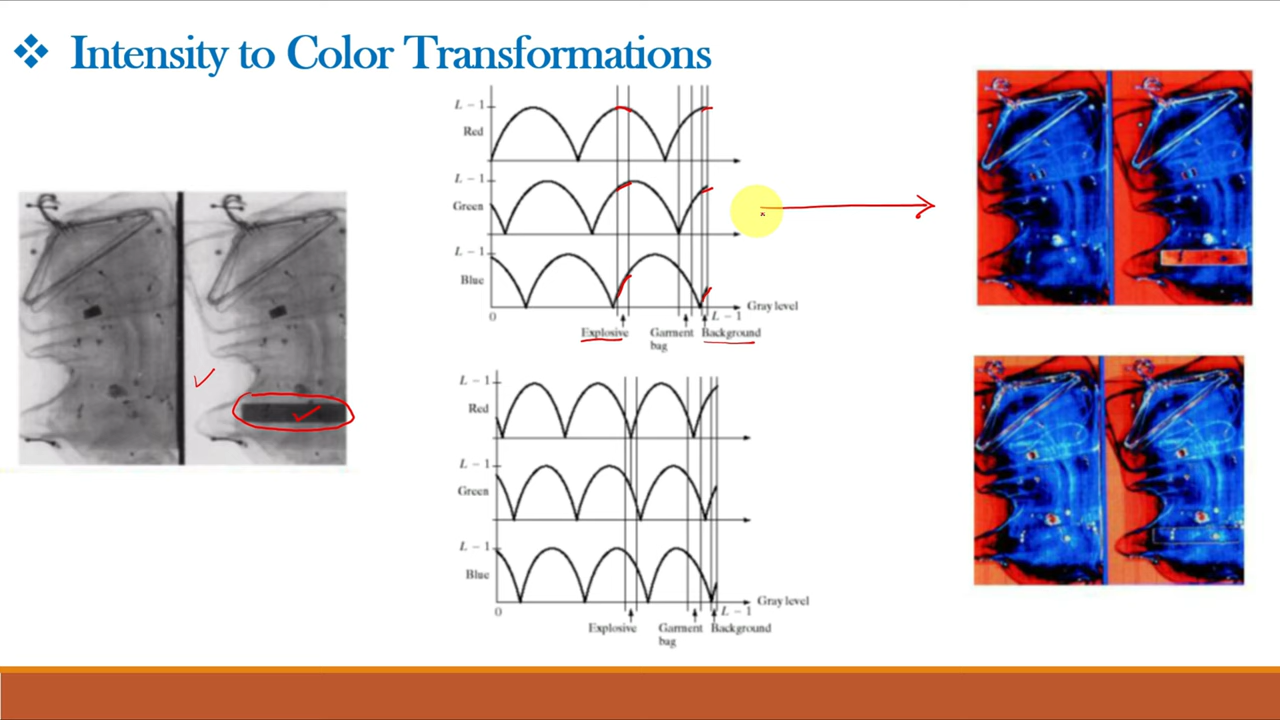 ❖ Intensity to Color Transformations
L − 1
Red
L − 1
Green
L − 1
Blue
Gray level
0
L − 1
Explosive
Garment
bag
Background
L − 1
Red
L − 1
Green
L − 1
Blue
Gray level
0
L − 1
Explosive
Garment
bag
Background